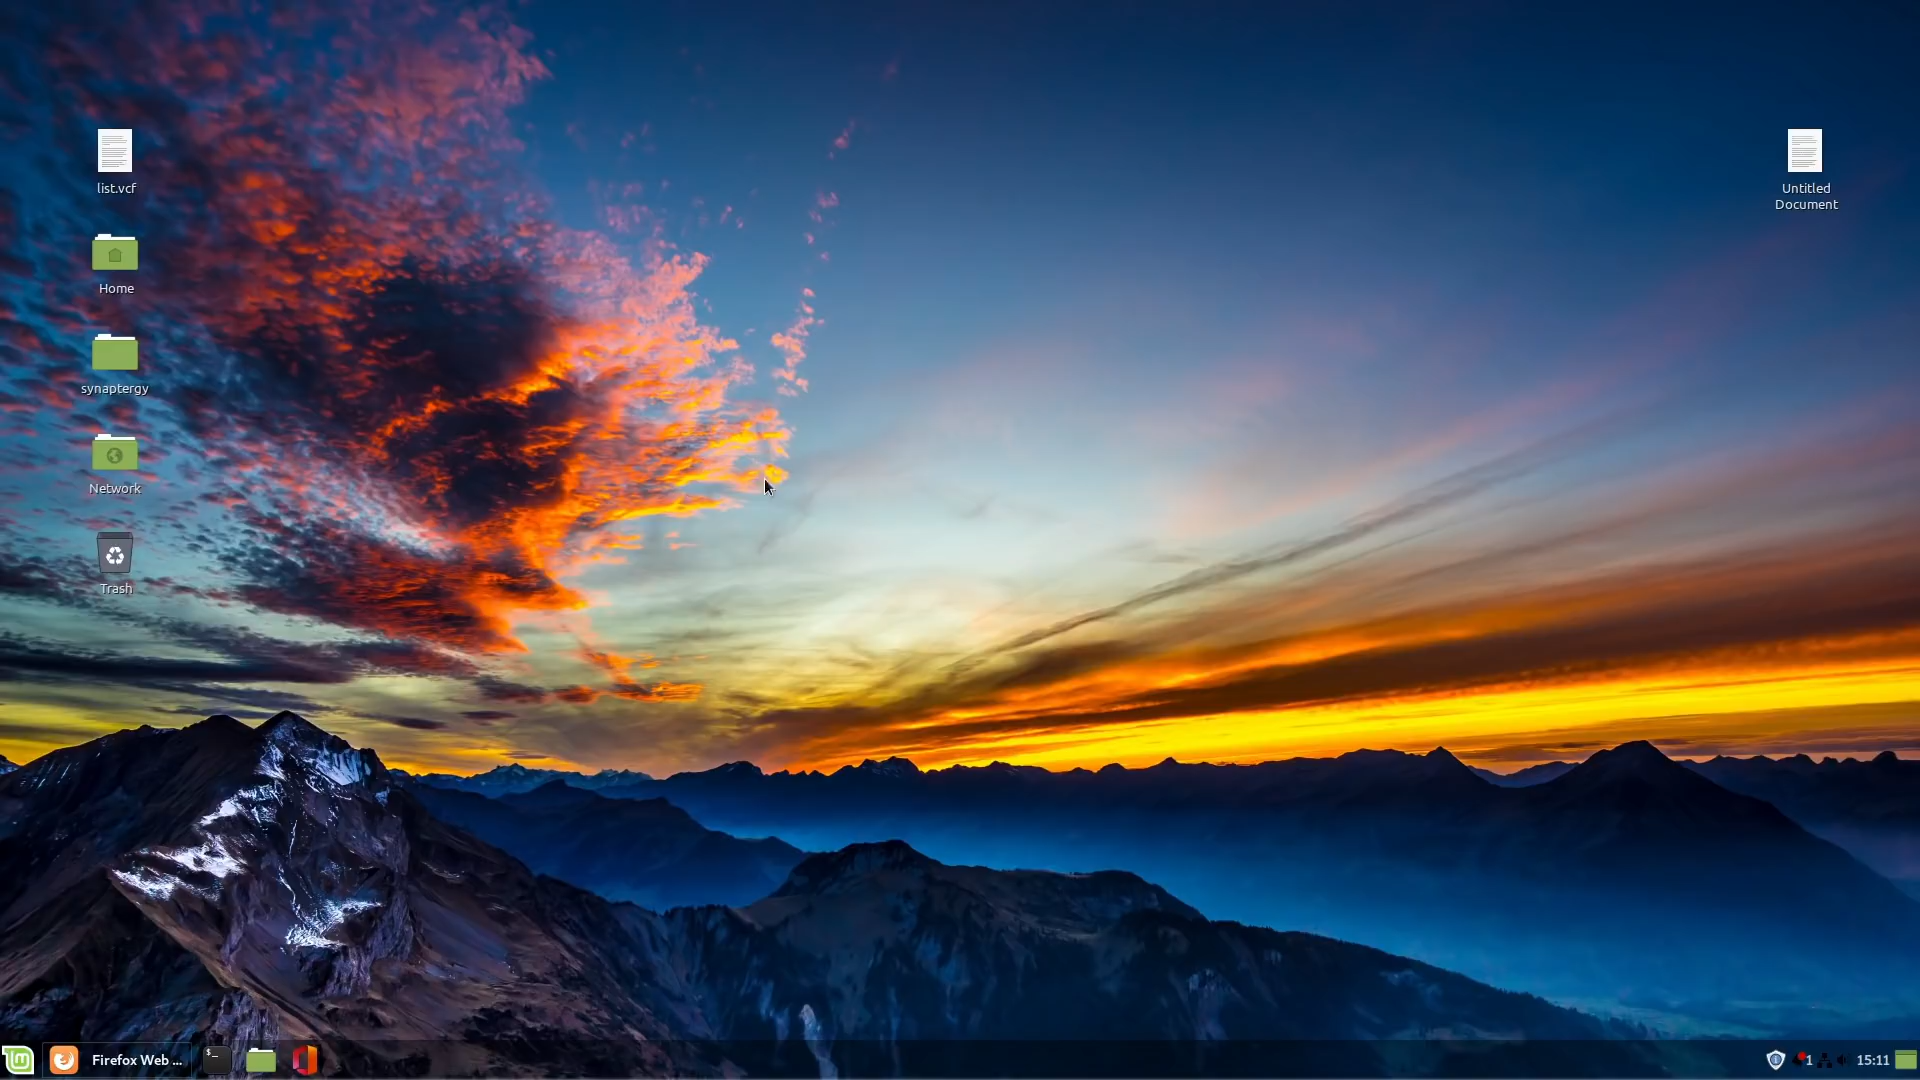 list.vcf
Home
synaptergy
Network
Trash
Untitled
Document
Firefox Web ...
1
15:11